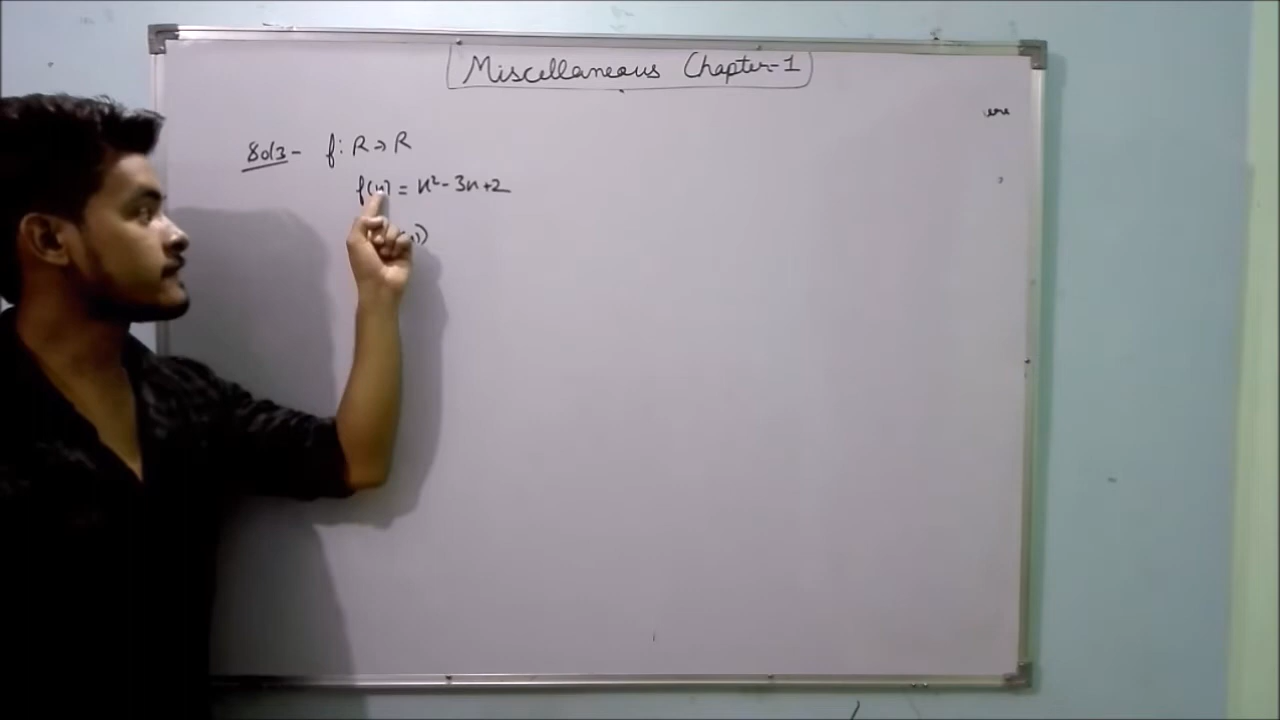 Miscellaneous Chapter-1
Sol3- f: R→R
f(x) = x²-3x+2